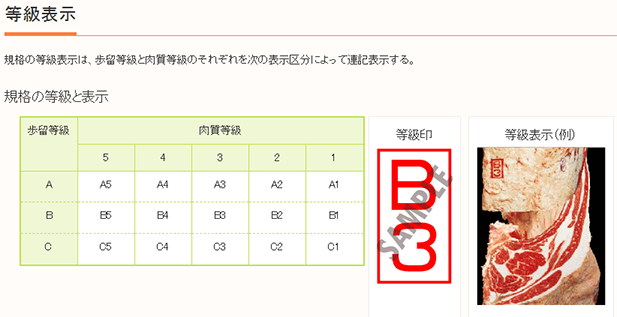 等級表示
規格の等級表示は、歩留等級と肉質等級のそれぞれを次の表示区分によって連記表示する。
規格の等級と表示
歩留等級 肉質等級
5 4 3 2 1
A A5 A4 A3 A2 A1
B B5 B4 B3 B2 B1
C C5 C4 C3 C2 C1
等級印
B
3
SAMPLE
等級表示(例)
B
3